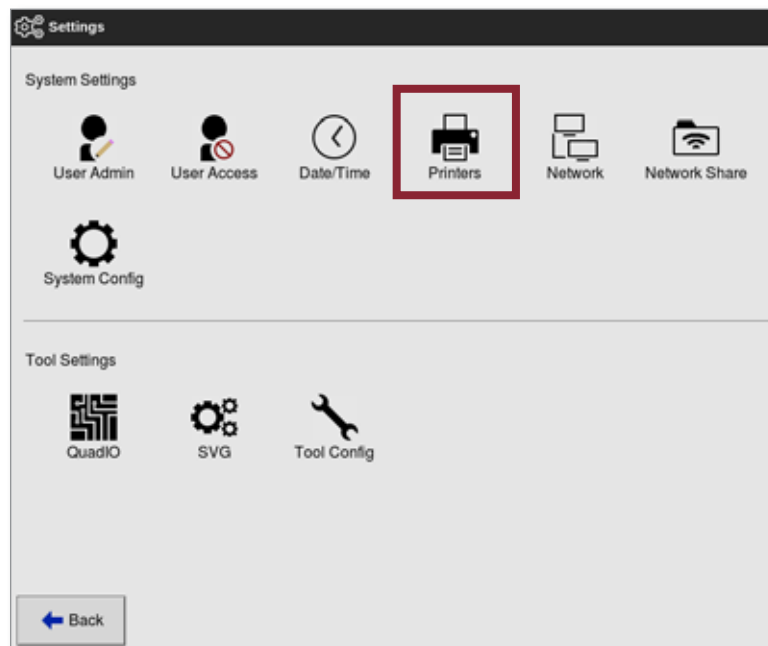 Settings
System Settings
User Admin User Access Date/Time Printers Network Network Share
System Config
Tool Settings
QuadIO SVG Tool Config
Back